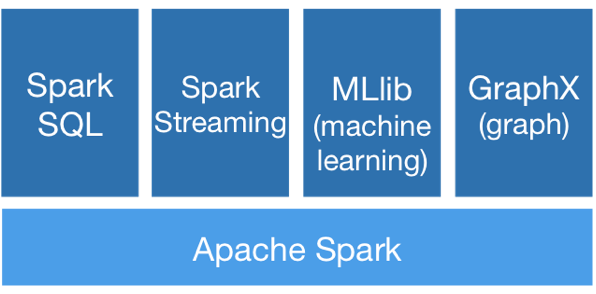 Spark
SQL
Spark
Streaming
MLlib
(machine
learning)
GraphX
(graph)
Apache Spark